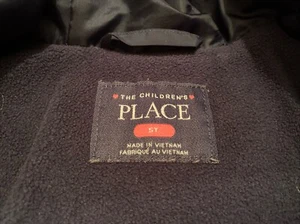 THE CHILDREN'S
PLACE
5T
MADE IN VIETNAM
FABRIQUÉ AU VIETNAM